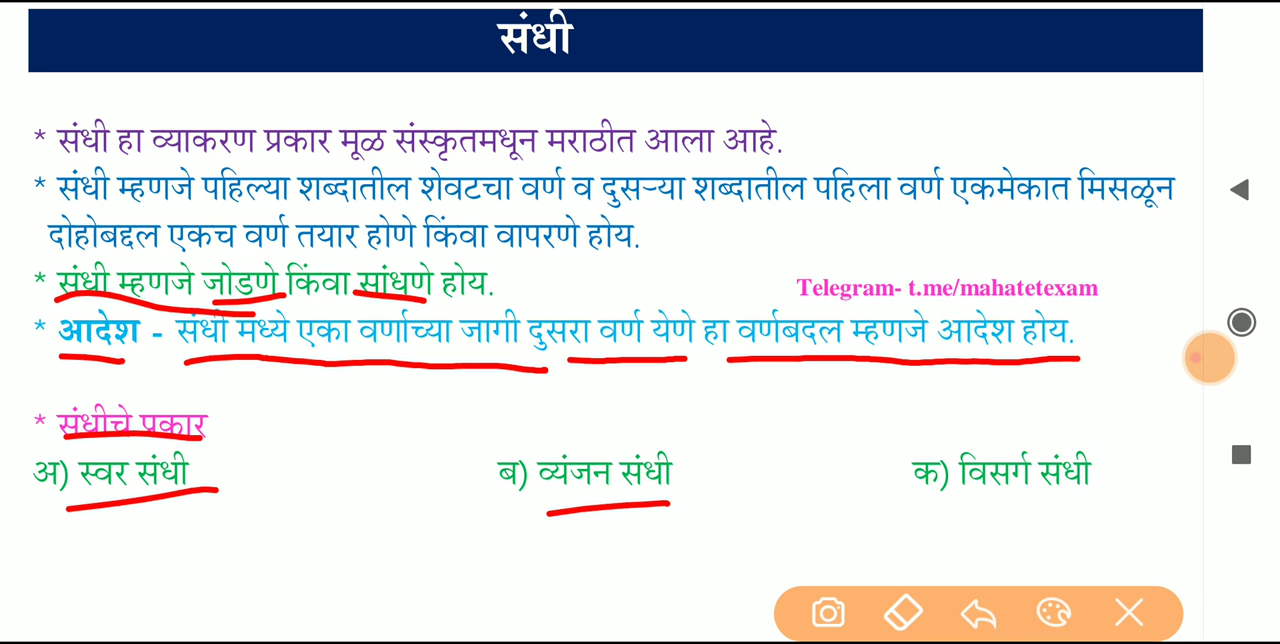 संधी
* संधी हा व्याकरण प्रकार मूळ संस्कृतमधून मराठीत आला आहे.
* संधी म्हणजे पहिल्या शब्दातील शेवटचा वर्ण व दुसऱ्या शब्दातील पहिला वर्ण एकमेकात मिसळून
दोहोबद्दल एकच वर्ण तयार होणे किंवा वापरणे होय.
* संधी म्हणजे जोडणे किंवा सांधणे होय.
Telegram- t.me/mahatetexam
* आदेश - संधी मध्ये एका वर्णाच्या जागी दुसरा वर्ण येणे हा वर्णबदल म्हणजे आदेश होय.
* संधीचे प्रकार
अ) स्वर संधी ब) व्यंजन संधी क) विसर्ग संधी